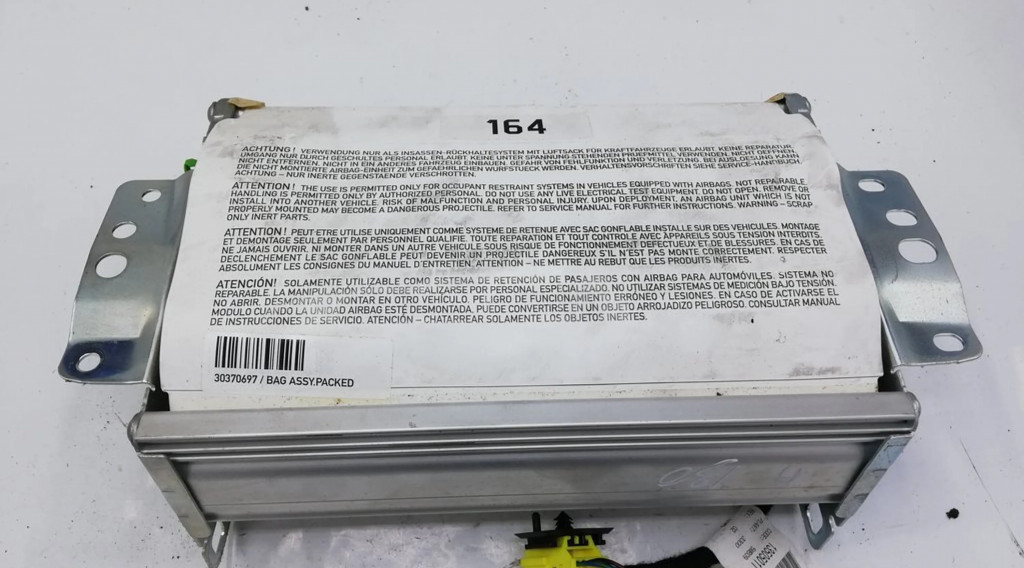 164
ACHTUNG! VERWENDUNG NUR ALS INSASSEN-RÜCKHALTESYSTEM MIT LUFTSACK FÜR KRAFTFAHRZEUGE ERLAUBT. KEINE REPARATUR.
UMGANG NUR DURCH GESCHULTES PERSONAL ERLAUBT. KEINE UNTER SPANNUNG STEHENDEN PRUEFMITTEL VERWENDEN. NICHT OEFFNEN.
NICHT ENTFERNEN. NICHT IN EIN ANDERES FAHRZEUG EINBAUEN. GEFAHR VON FEHLFUNKTION UND VERLETZUNG. BEI AUSLOESUNG KANN
DIE NICHT MONTIERTE AIRBAG-EINHEIT ZUM GEFAEHRLICHEN WURFSTUECK WERDEN. VERHALTENSVORSCHRIFTEN SIEHE SERVICE-HANDBUCH.
ACHTUNG - NUR INERTE GEGENSTAENDE VERSCHROTTEN.
ATTENTION! THE USE IS PERMITTED ONLY FOR OCCUPANT RESTRAINT SYSTEMS IN VEHICLES EQUIPPED WITH AIRBAGS. NOT REPAIRABLE.
HANDLING IS PERMITTED ONLY BY AUTHORIZED PERSONAL. DO NOT USE ANY LIVE ELECTRICAL TEST EQUIPMENT. DO NOT OPEN. REMOVE OR
INSTALL INTO ANOTHER VEHICLE. RISK OF MALFUNCTION AND PERSONAL INJURY. UPON DEPLOYMENT, AN AIRBAG UNIT WHICH IS NOT
PROPERLY MOUNTED MAY BECOME A DANGEROUS PROJECTILE. REFER TO SERVICE MANUAL FOR FURTHER INSTRUCTIONS. WARNING – SCRAP
ONLY INERT PARTS.
ATTENTION! PEUT-ETRE UTILISE UNIQUEMENT COMME SYSTEME DE RETENUE AVEC SAC GONFLABLE INSTALLE SUR DES VEHICULES. MONTAGE
ET DEMONTAGE SEULEMENT PAR PERSONNEL QUALIFIE. TOUTE REPARATION ET TOUT CONTROLE AVEC APPAREILS SOUS TENSION INTERDITS.
NE JAMAIS OUVRIR. NI MONTER DANS UN AUTRE VEHICULE. SOUS RISQUE DE FONCTIONNEMENT DEFECTUEUX ET DE BLESSURES. EN CAS DE
DECLENCHEMENT LE SAC GONFLABLE PEUT DEVENIR UN PROJECTILE DANGEREUX S'IL N'EST PAS MONTE CORRECTEMENT. RESPECTER
ABSOLUMENT LES CONSIGNES DU MANUEL D'ENTRETIEN. ATTENTION – NE METTRE AU REBUT QUE LES PRODUITS INERTES.
ATENCIÓN! SOLAMENTE UTILIZABLE COMO SISTEMA DE RETENCIÓN DE PASAJEROS CON AIRBAG PARA AUTOMÓVILES. SISTEMA NO
REPARABLE. LA MANIPULACIÓN SÓLO DEBE REALIZARSE POR PERSONAL ESPECIALIZADO. NO UTILIZAR SISTEMAS DE MEDICIÓN BAJO TENSIÓN.
NO ABRIR. DESMONTAR O MONTAR EN OTRO VEHÍCULO. PELIGRO DE FUNCIONAMIENTO ERRÓNEO Y LESIONES. EN CASO DE ACTIVARSE EL
MODULO CUANDO LA UNIDAD AIRBAG ESTÉ DESMONTADA. PUEDE CONVERTIRSE EN UN OBJETO ARROJADIZO PELIGROSO. CONSULTAR MANUAL
DE INSTRUCCIONES DE SERVICIO. ATENCIÓN – CHATARREAR SOLAMENTE LOS OBJETOS INERTES.
30370697 / BAG ASSY.PACKED